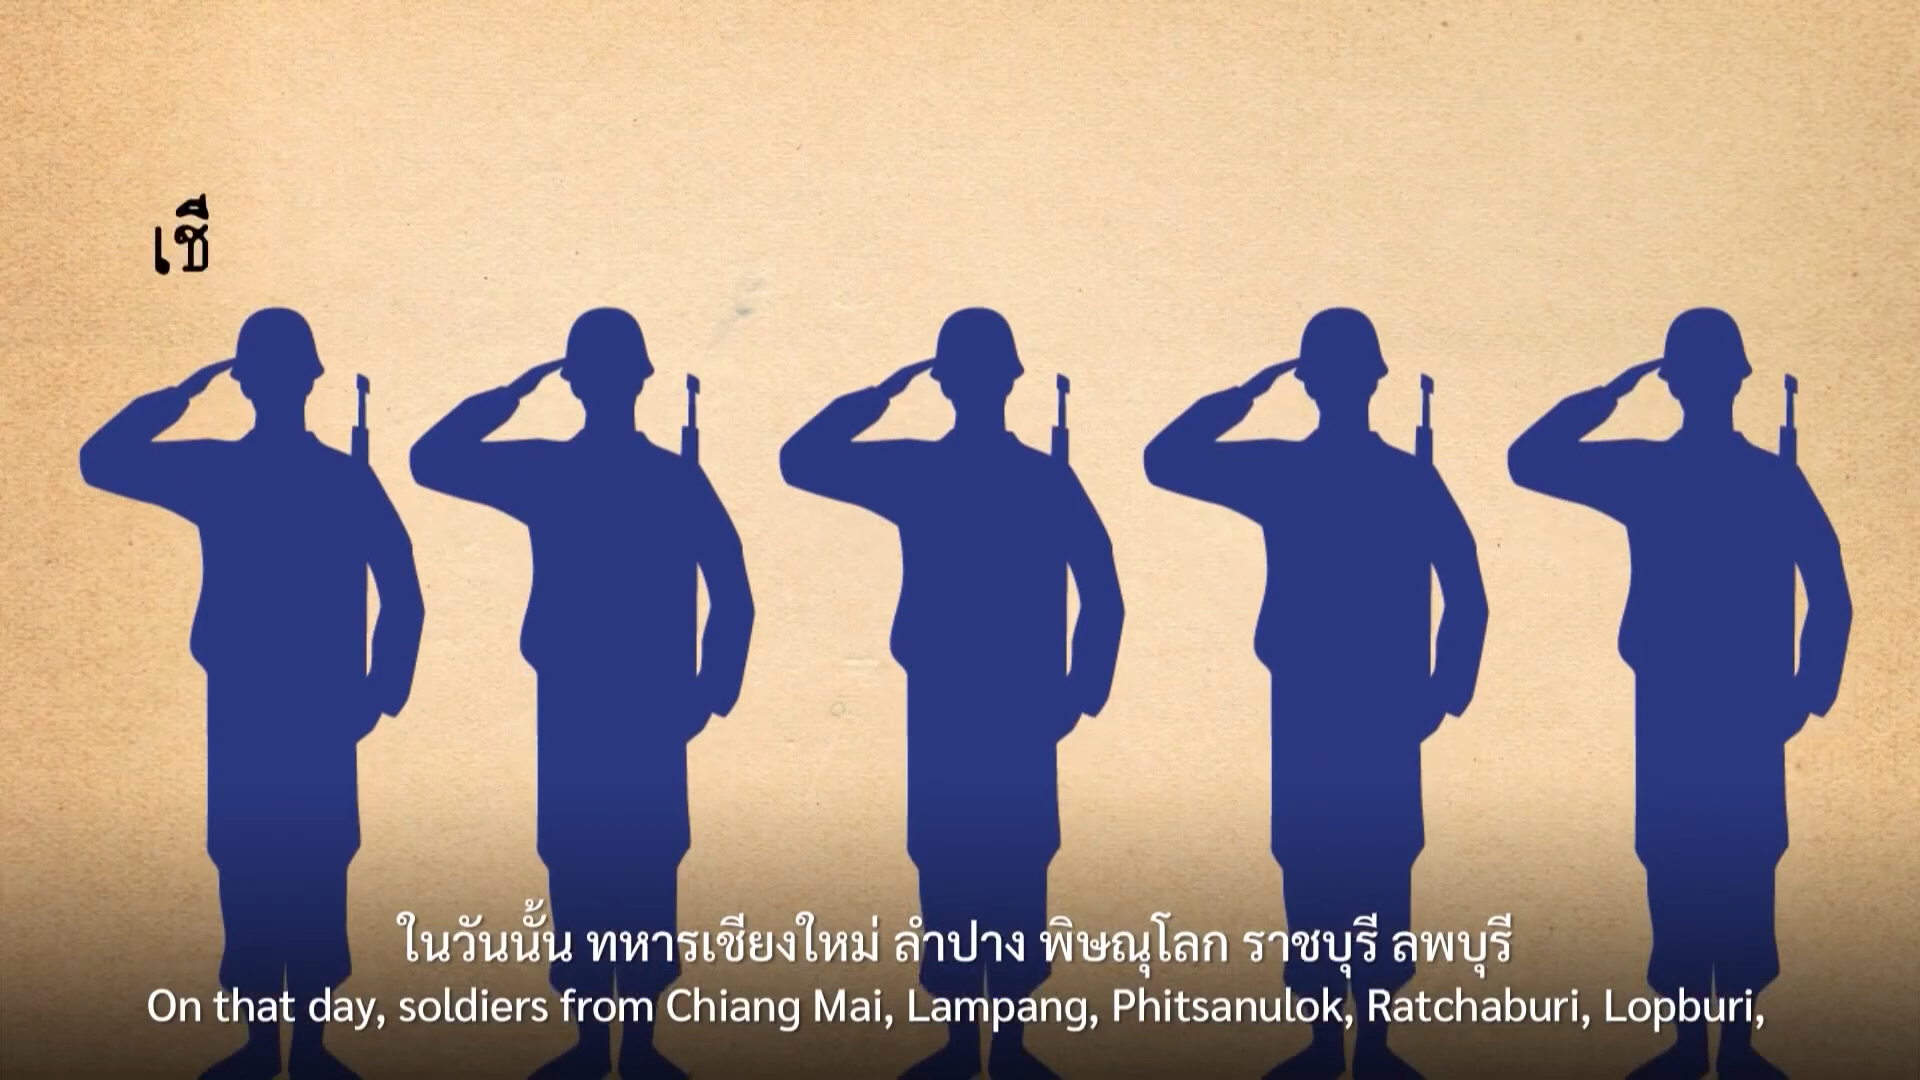 เชี
ในวันนั้น ทหารเชียงใหม่ ลำปาง พิษณุโลก ราชบุรี ลพบุรี
On that day, soldiers from Chiang Mai, Lampang, Phitsanulok, Ratchaburi, Lopburi,